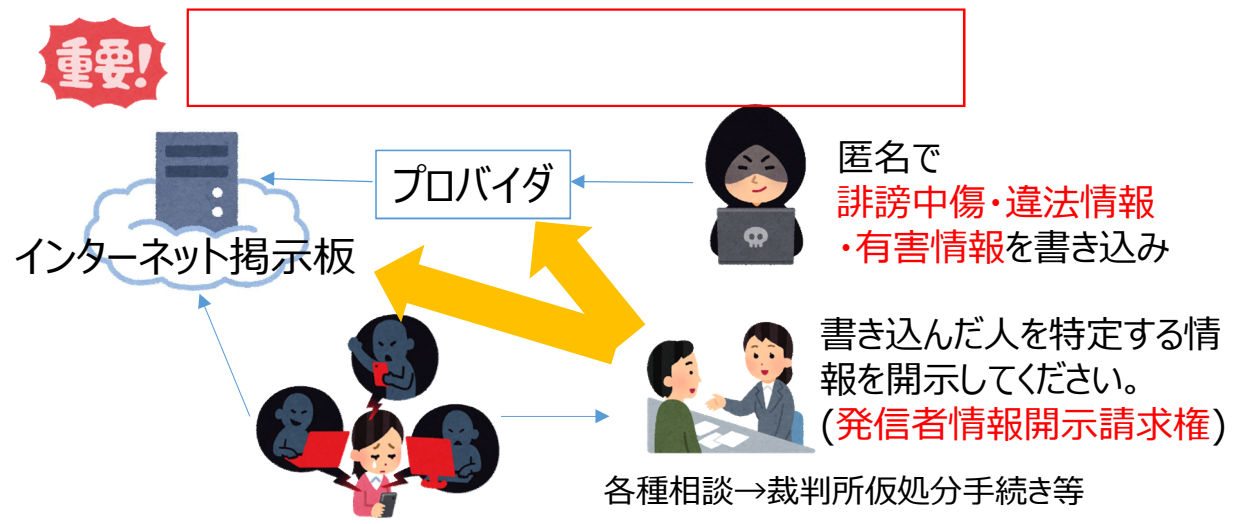 重要!
プロバイダ
匿名で
誹謗中傷・違法情報
・有害情報を書き込み
インターネット掲示板
書き込んだ人を特定する情
報を開示してください。
(発信者情報開示請求権)
各種相談→裁判所仮処分手続き等